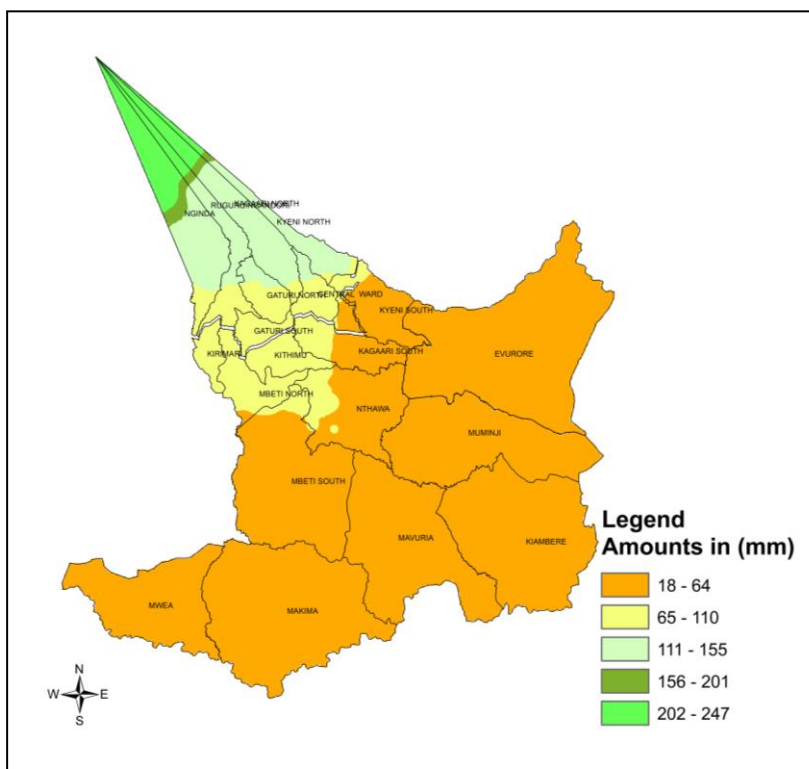 NGINDA
KAGAARI NORTH
KYENI NORTH
GATURI NORTH
CENTRAL WARD
KYENI SOUTH
GATURI SOUTH
KIRIMARI
KITHIMU
KAGAARI SOUTH
EVURORE
MBETI NORTH
NTHAWA
MUMINJI
MBETI SOUTH
MAVURIA
KIAMBERE
MWEA
MAKIMA
N
W
E
S
Legend
Amounts in (mm)
18 - 64
65 - 110
111 - 155
156 - 201
202 - 247